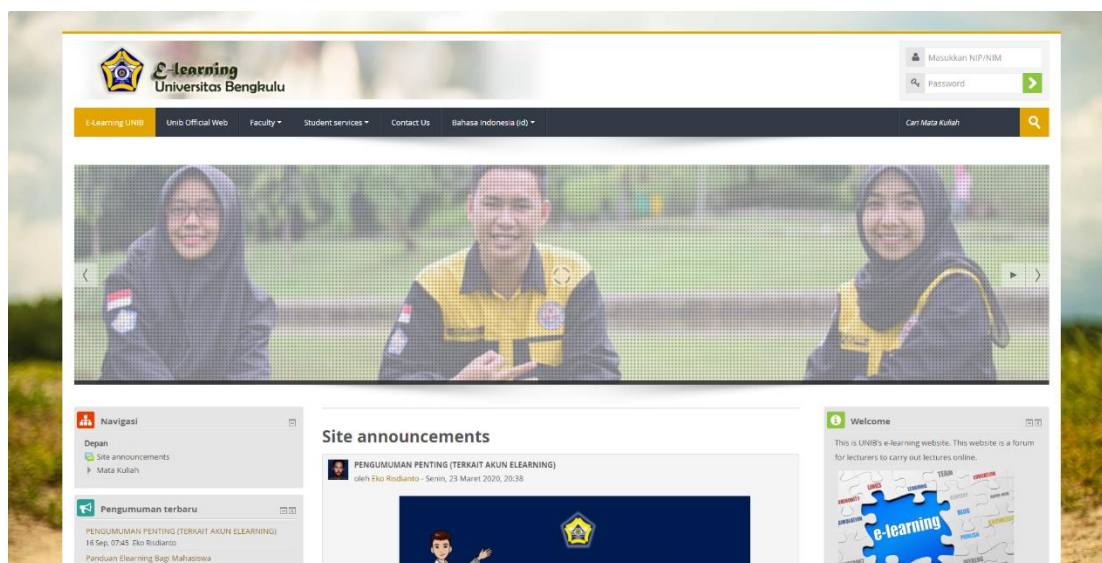 E-learning
Universitas Bengkulu
Masukkan NIP/NIM
Password
E-Learning UNIB
Unib Official Web
Faculty
Student services
Contact Us
Bahasa Indonesia (id)
Cari Mata Kuliah
Navigasi
Depan
Site announcements
Mata Kuliah
Pengumuman terbaru
PENGUMUMAN PENTING (TERKAIT AKUN ELEARNING)
16 Sep, 07:45 Eko Risdianto
Panduan Elearning Bagi Mahasiswa
Site announcements
PENGUMUMAN PENTING (TERKAIT AKUN ELEARNING)
oleh Eko Risdianto - Senin, 23 Maret 2020, 20:38
Welcome
This is UNIB's e-learning website. This website is a forum
for lecturers to carry out lectures online.
TEAM
LINKS
BLOG
PUBLISH
e-learning